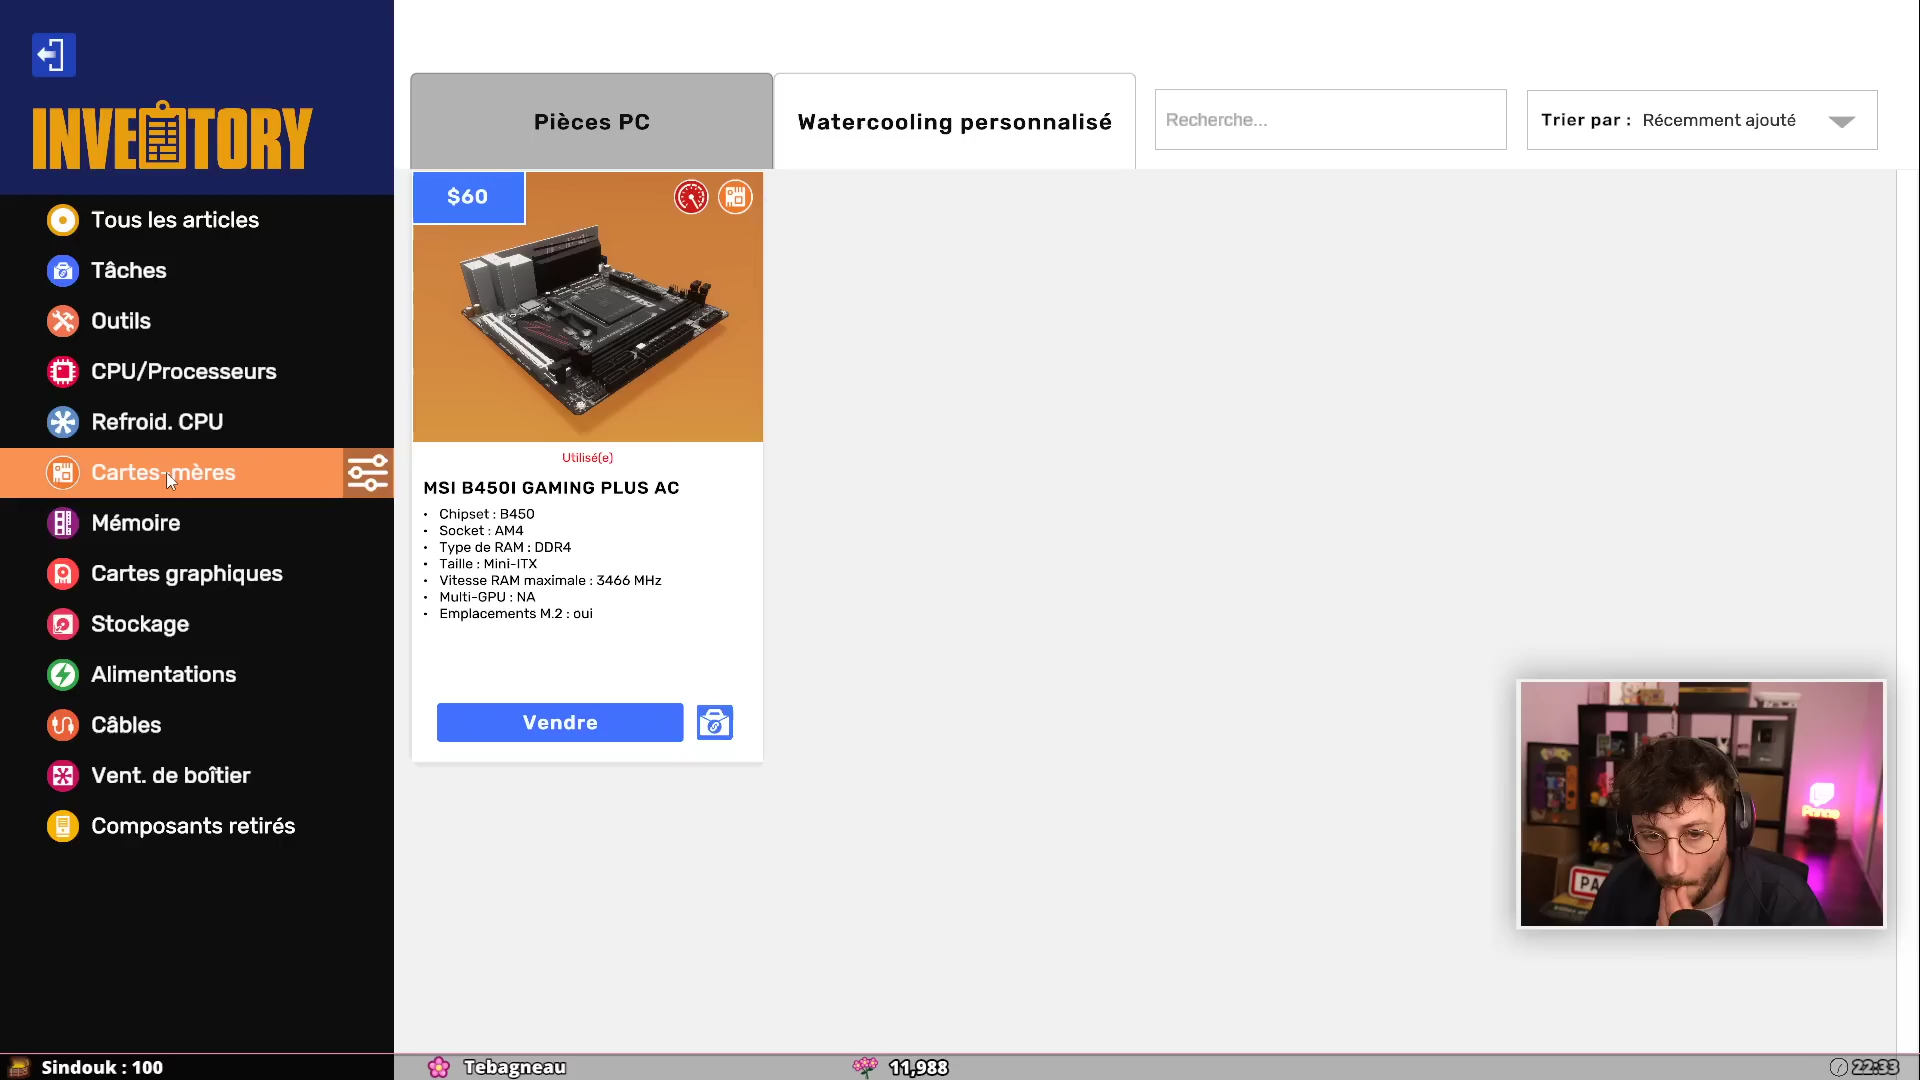 INVENTORY
Pièces PC
Watercooling personnalisé
Recherche...
Trier par : Récemment ajouté
Tous les articles
Tâches
Outils
CPU/Processeurs
Refroid. CPU
Cartes-mères
Mémoire
Cartes graphiques
Stockage
Alimentations
Câbles
Vent. de boîtier
Composants retirés
$60
Utilisé(e)
MSI B450I GAMING PLUS AC
• Chipset : B450
• Socket : AM4
• Type de RAM : DDR4
• Taille : Mini-ITX
• Vitesse RAM maximale : 3466 MHz
• Multi-GPU : NA
• Emplacements M.2 : oui
Vendre
Sindouk : 100
Tebagneau
11,988
22:33